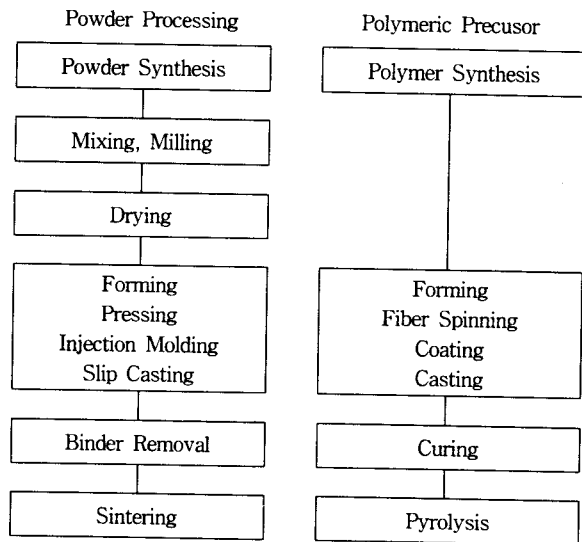 Powder Processing
Powder Synthesis
Mixing, Milling
Drying
Forming
Pressing
Injection Molding
Slip Casting
Binder Removal
Sintering
Polymeric Precusor
Polymer Synthesis
Forming
Fiber Spinning
Coating
Casting
Curing
Pyrolysis